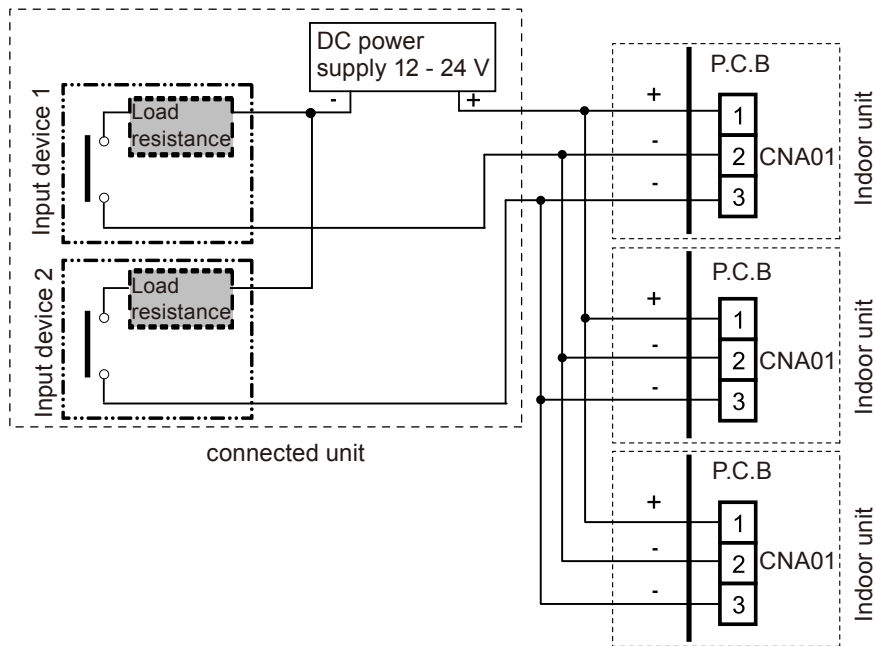 DC power
supply 12 - 24 V
-
+
Input device 1
Load
resistance
Input device 2
Load
resistance
connected unit
P.C.B
+
1
-
2
CNA01
-
3
Indoor unit
P.C.B
+
1
-
2
CNA01
-
3
Indoor unit
P.C.B
+
1
-
2
CNA01
-
3
Indoor unit